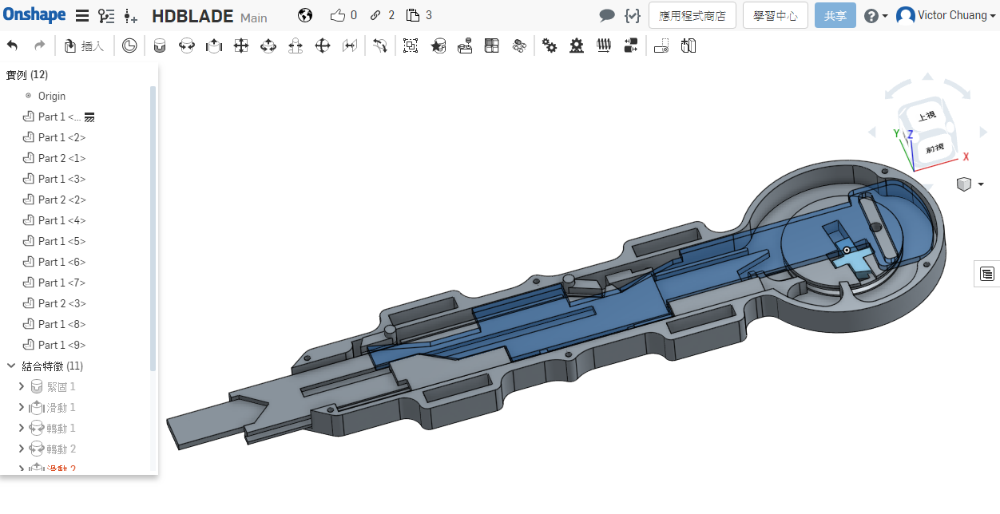 Onshape HDBLADE Main 0 2 3 應用程式商店 學習中心 共享 Victor Chuang
插入
實例 (12)
Origin
Part 1 <...
Part 1 <2>
Part 2 <1>
Part 1 <3>
Part 2 <2>
Part 1 <4>
Part 1 <5>
Part 1 <6>
Part 1 <7>
Part 2 <3>
Part 1 <8>
Part 1 <9>
結合特徵 (11)
緊固 1
滑動 1
轉動 1
轉動 2
滑動 2
上視
Y Z
前視
X